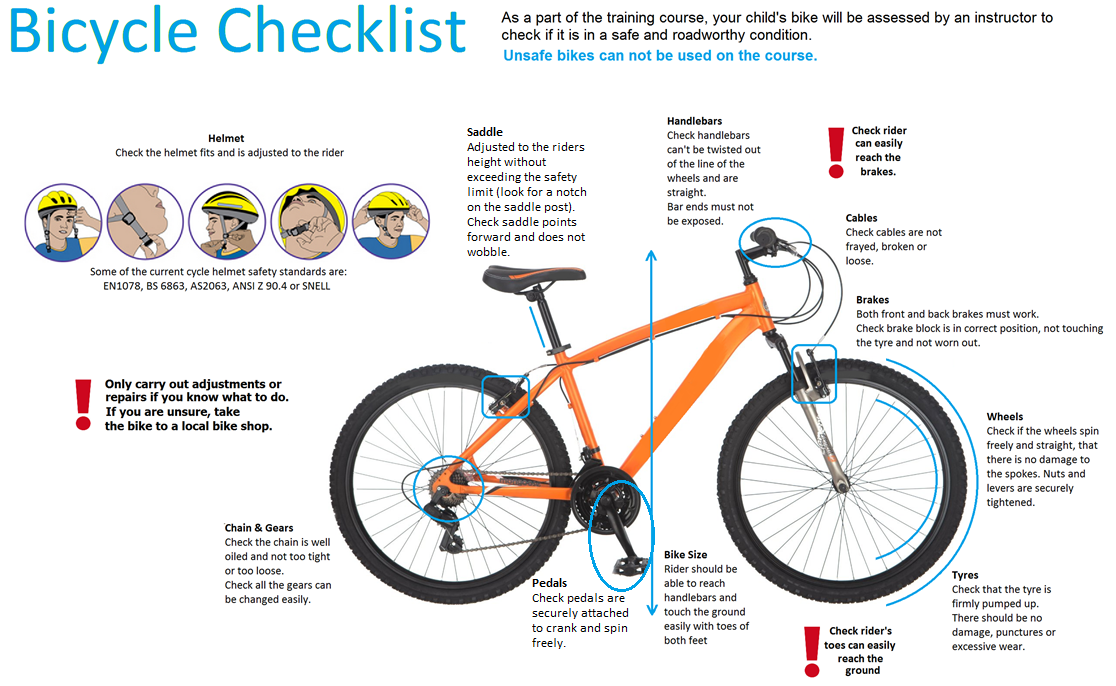 Bicycle Checklist
As a part of the training course, your child's bike will be assessed by an instructor to
check if it is in a safe and roadworthy condition.
Unsafe bikes can not be used on the course.
Helmet
Check the helmet fits and is adjusted to the rider
Some of the current cycle helmet safety standards are:
EN1078, BS 6863, AS2063, ANSI Z 90.4 or SNELL
Saddle
Adjusted to the riders
height without
exceeding the safety
limit (look for a notch
on the saddle post).
Check saddle points
forward and does not
wobble.
Handlebars
Check handlebars
can't be twisted out
of the line of the
wheels and are
straight.
Bar ends must not
be exposed.
Check rider
can easily
reach the
brakes.
Cables
Check cables are not
frayed, broken or
loose.
Brakes
Both front and back brakes must work.
Check brake block is in correct position, not touching
the tyre and not worn out.
Only carry out adjustments or
repairs if you know what to do.
If you are unsure, take
the bike to a local bike shop.
Wheels
Check if the wheels spin
freely and straight, that
there is no damage to
the spokes. Nuts and
levers are securely
tightened.
Chain & Gears
Check the chain is well
oiled and not too tight
or too loose.
Check all the gears can
be changed easily.
Pedals
Check pedals are
securely attached
to crank and spin
freely.
Bike Size
Rider should be
able to reach
handlebars and
touch the ground
easily with toes of
both feet
Tyres
Check that the tyre is
firmly pumped up.
There should be no
damage, punctures or
excessive wear.
Check rider's
toes can easily
reach the
ground